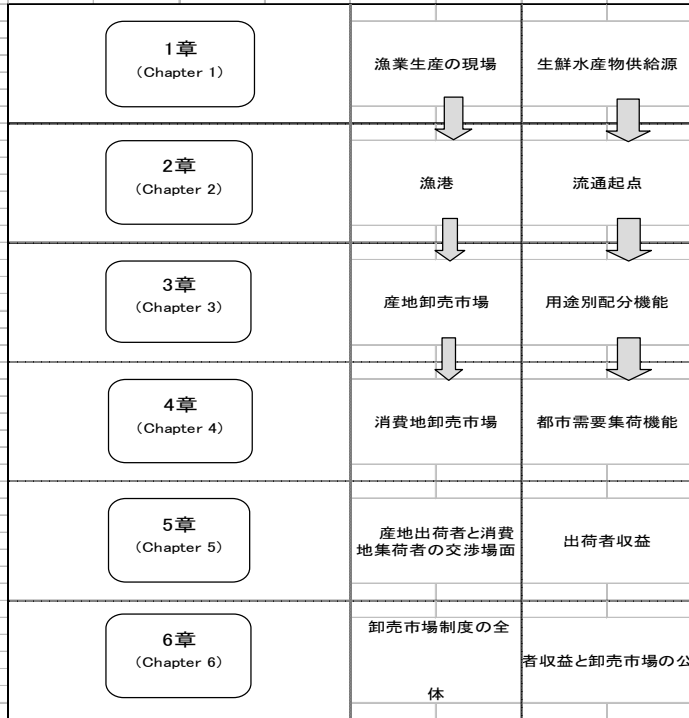 1章
(Chapter 1)
漁業生産の現場
生鮮水産物供給源
2章
(Chapter 2)
漁港
流通起点
3章
(Chapter 3)
産地卸売市場
用途別配分機能
4章
(Chapter 4)
消費地卸売市場
都市需要集荷機能
5章
(Chapter 5)
産地出荷者と消費
地集荷者の交渉場面
出荷者収益
6章
(Chapter 6)
卸売市場制度の全
体
者収益と卸売市場の公